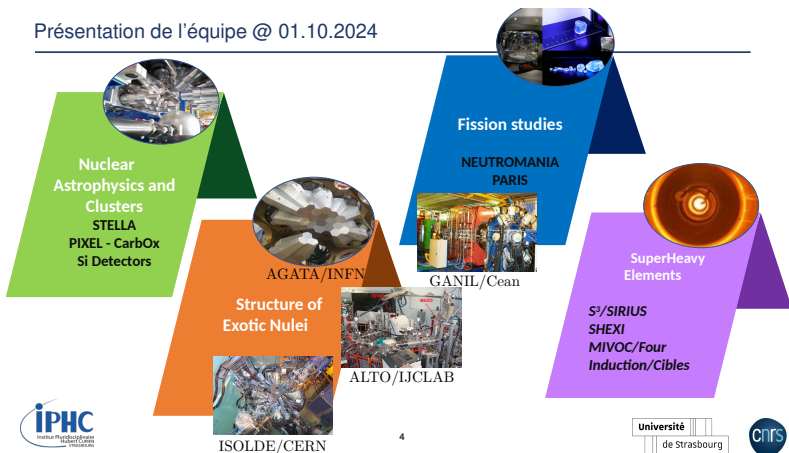 Présentation de l'équipe @ 01.10.2024
Nuclear
Astrophysics and
Clusters
STELLA
PIXEL - CarbOx
Si Detectors
AGATA/INFN
Structure of
Exotic Nulei
ISOLDE/CERN
ALTO/IJCLAB
Fission studies
NEUTROMANIA
PARIS
GANIL/Cean
SuperHeavy
Elements
S³/SIRIUS
SHEXI
MIVOC/Four
Induction/Cibles
iPHC
Institut Pluridisciplinaire
Hubert CURIEN
STRASBOURG
4
Université
de Strasbourg
cnrs